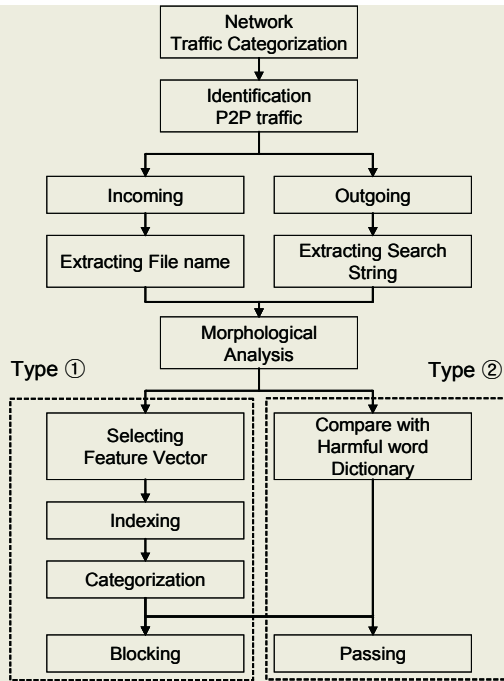 Network
Traffic Categorization
Identification
P2P traffic
Incoming
Outgoing
Extracting File name
Extracting Search
String
Morphological
Analysis
Type ①
Type ②
Selecting
Feature Vector
Compare with
Harmful word
Dictionary
Indexing
Categorization
Blocking
Passing